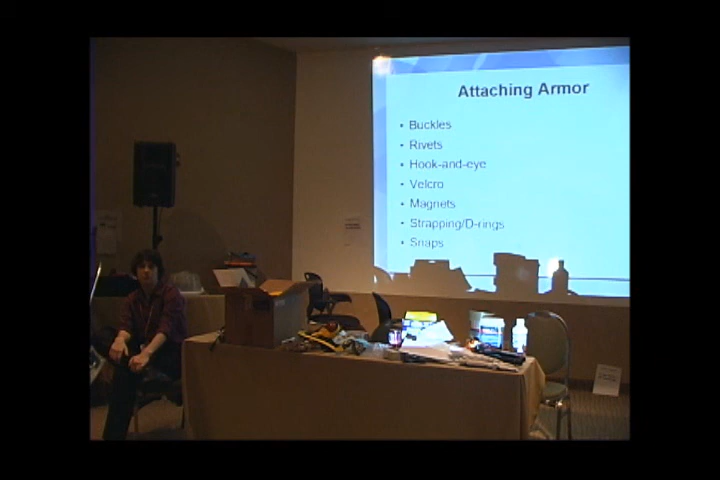 Attaching Armor
• Buckles
• Rivets
• Hook-and-eye
• Velcro
• Magnets
• Strapping/D-rings
• Snaps